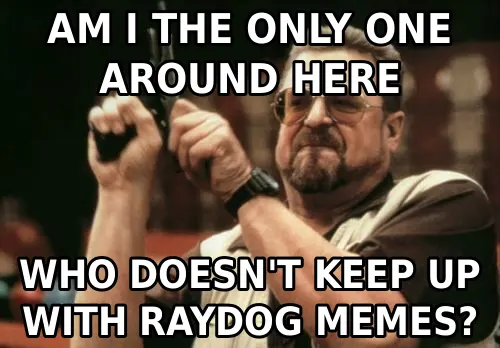 AM I THE ONLY ONE
AROUND HERE
WHO DOESN'T KEEP UP
WITH RAYDOG MEMES?